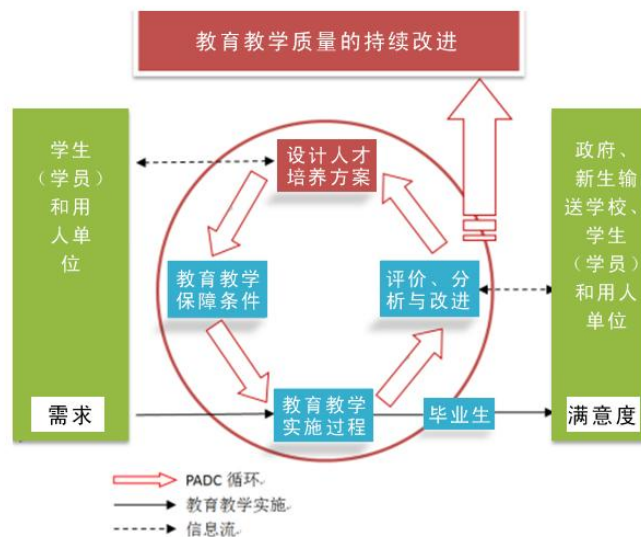 教育教学质量的持续改进
学生
（学员）
和用
人单
位
需求
设计人才
培养方案
教育教学
保障条件
评价、分
析与改进
教育教学
实施过程
毕业生
政府、
新生输
送学校、
学生
（学员）
和用人
单位
满意度
PADC 循环
教育教学实施
信息流